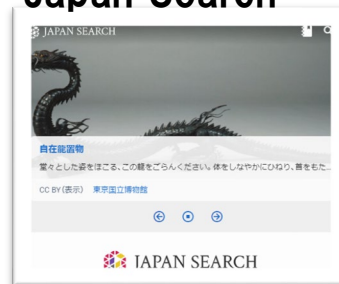 Japan Search
JAPAN SEARCH
自在龍置物
堂々とした姿をほこる、この龍をごらんください。体をしなやかにひねり、首をもた...
CC BY（表示） 東京国立博物館
JAPAN SEARCH